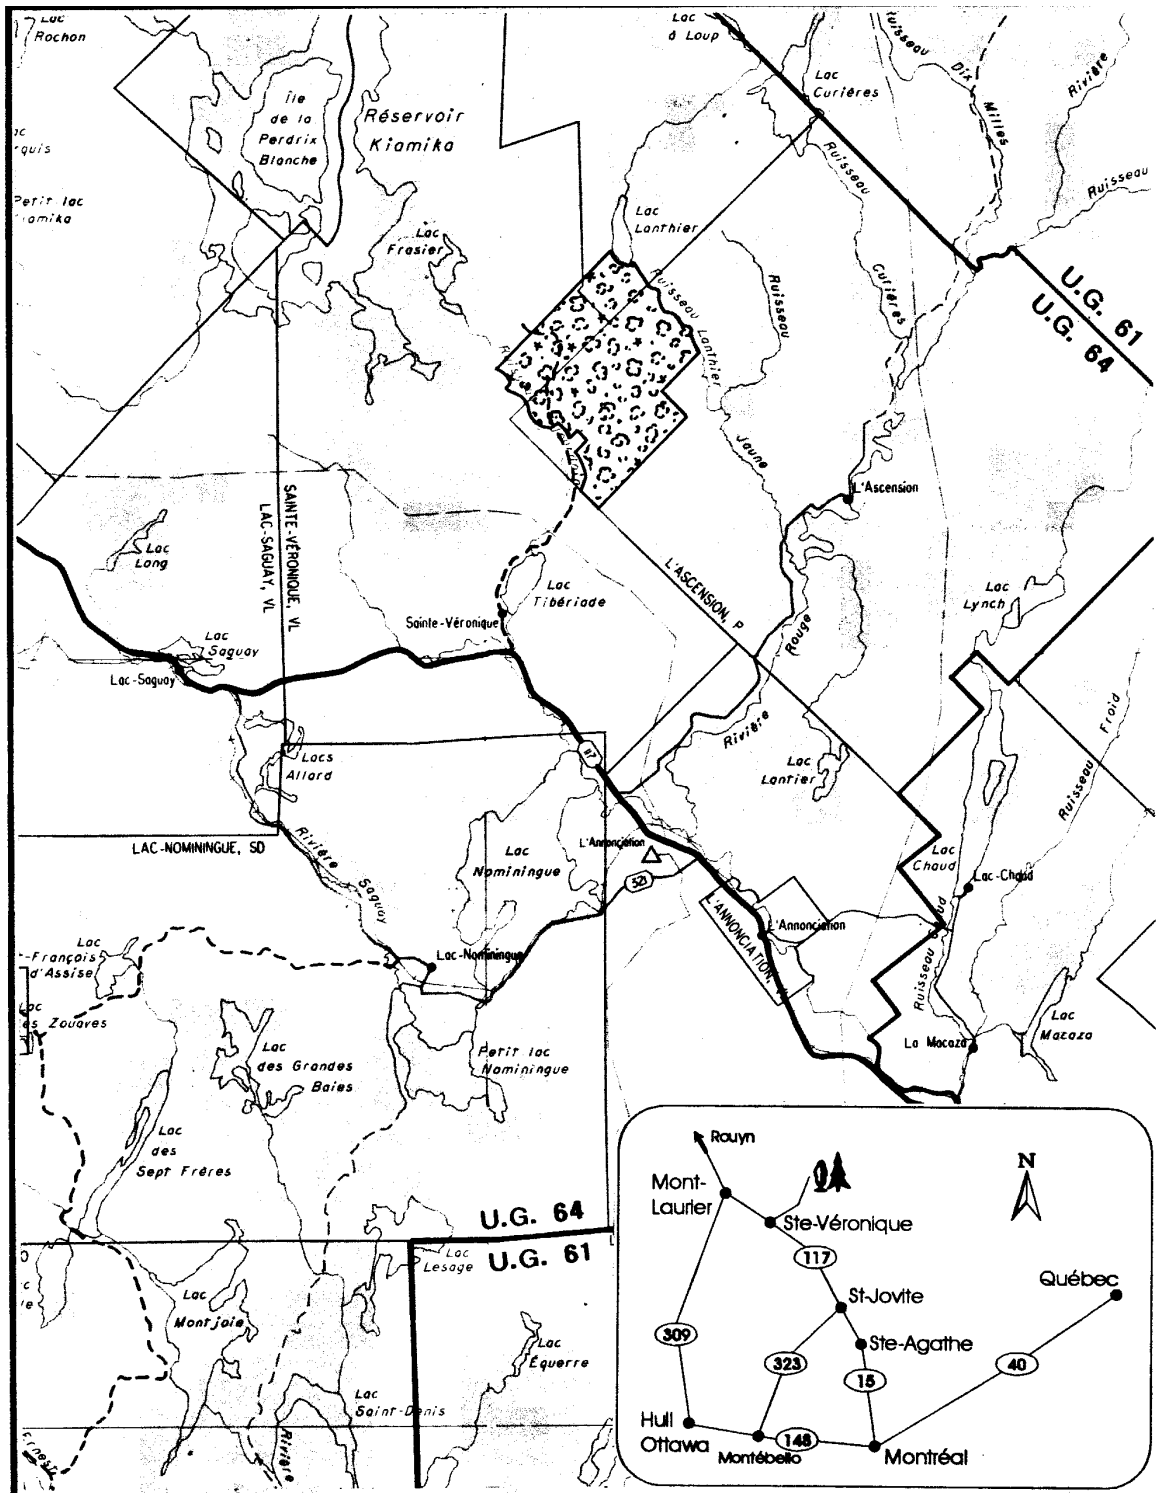 Lac
Rochon
Île
de la
Perdrix
Blanche
Réservoir
Kiamika
Lac
à Loup
Lac
Curières
Ruisseau
Dix
Milles
Rivière
Ruisseau
Ruisseau
Curières
Petit lac
Lac
Frasier
Lac
Lanthier
Ruisseau Lanthier
Ruisseau
Jaune
U.G. 61
U.G. 64
L'Ascension
SAINTE-VÉRONIQUE, VL
LAC-SAGUAY, VL
Lac
Long
Lac
Tibériade
Sainte-Véronique
L'ASCENSION, P
Lac
Lynch
Rouge
Rivière
Lac
Saguay
Lac-Saguay
Lacs
Allard
117
Lac
Lantier
Ruisseau Froid
LAC-NOMININGUE, SD
Rivière
Saguay
Lac
Nominingue
L'Annonciation
321
Lac
Chaud
Lac-Chaud
L'ANNONCIATION
L'Annonciation
Lac-Nominingue
Lac
-François
d'Assise
Lac
es Zouaves
Lac
des Grandes
Baies
Petit lac
Nominingue
Ruisseau
La Macaza
Lac
Macaza
Lac
des
Sept Frères
U.G. 64
U.G. 61
Lac
Lesage
Lac
Montjoie
Lac
Équerre
Lac
Saint-Denis
Rivière
Ernest
Rouyn
N
Mont-
Laurier
Ste-Véronique
117
St-Jovite
Québec
309
323
Ste-Agathe
15
40
Hull
Ottawa
Montébello
148
Montréal